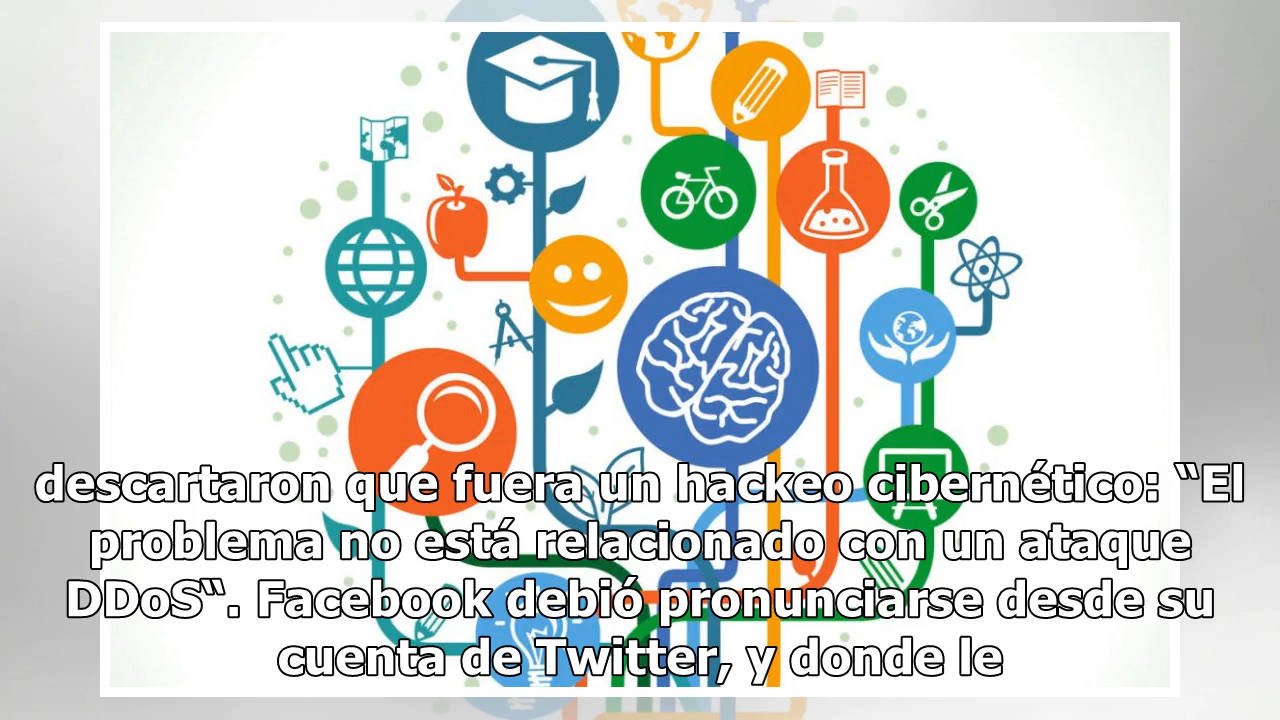 descartaron que fuera un hackeo cibernético: “El
problema no está relacionado con un ataque
DDoS“. Facebook debió pronunciarse desde su
cuenta de Twitter, y donde le